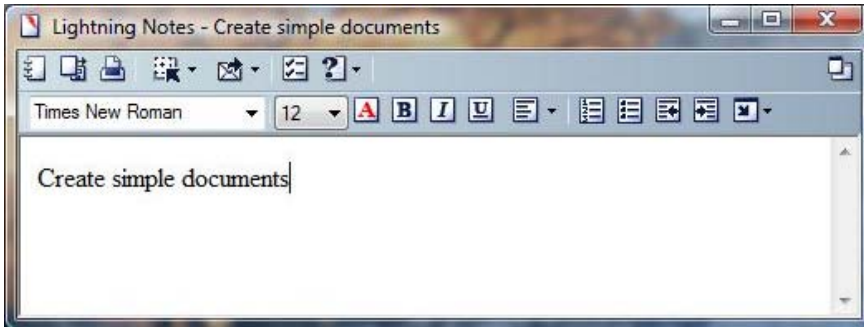 Lightning Notes - Create simple documents
Times New Roman 12 A B I U
Create simple documents